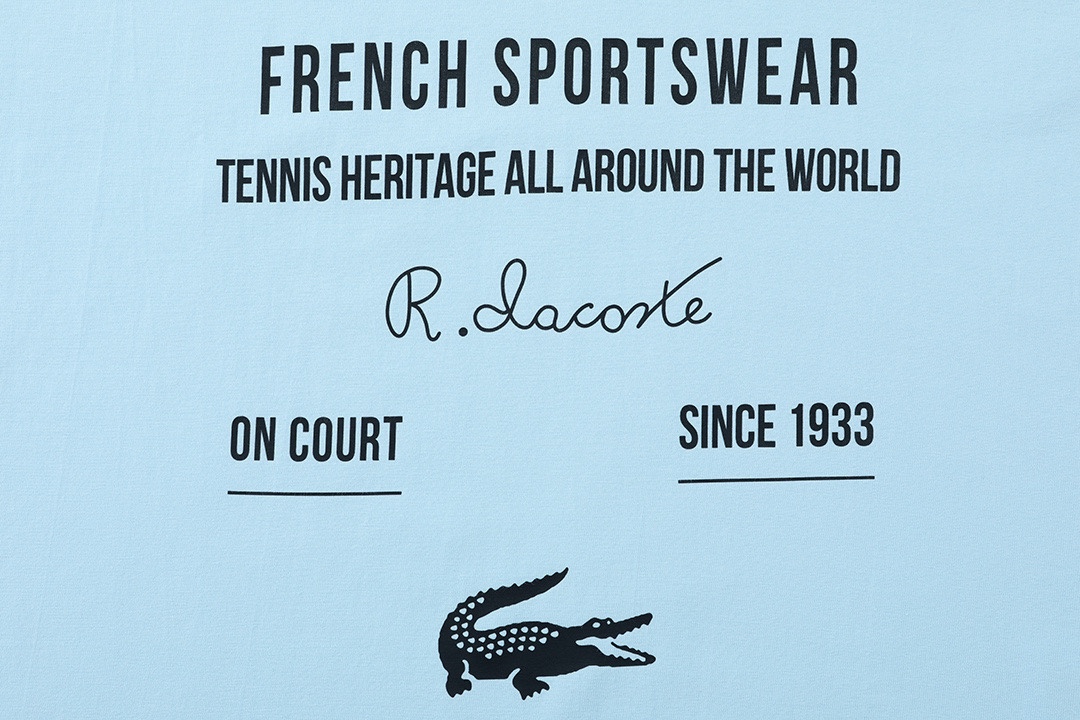 FRENCH SPORTSWEAR
TENNIS HERITAGE ALL AROUND THE WORLD
R. Lacoste
ON COURT
SINCE 1933